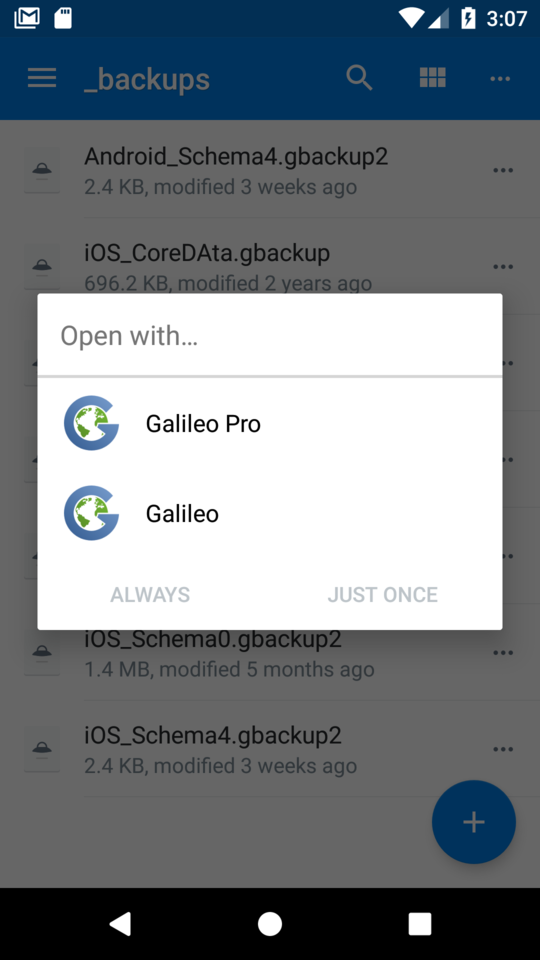 3:07
_backups
Android_Schema4.gbackup2
2.4 KB, modified 3 weeks ago
iOS_CoreDAta.gbackup
696.2 KB, modified 2 years ago
Open with...
Galileo Pro
Galileo
ALWAYS JUST ONCE
iOS_Schema0.gbackup2
1.4 MB, modified 5 months ago
iOS_Schema4.gbackup2
2.4 KB, modified 3 weeks ago